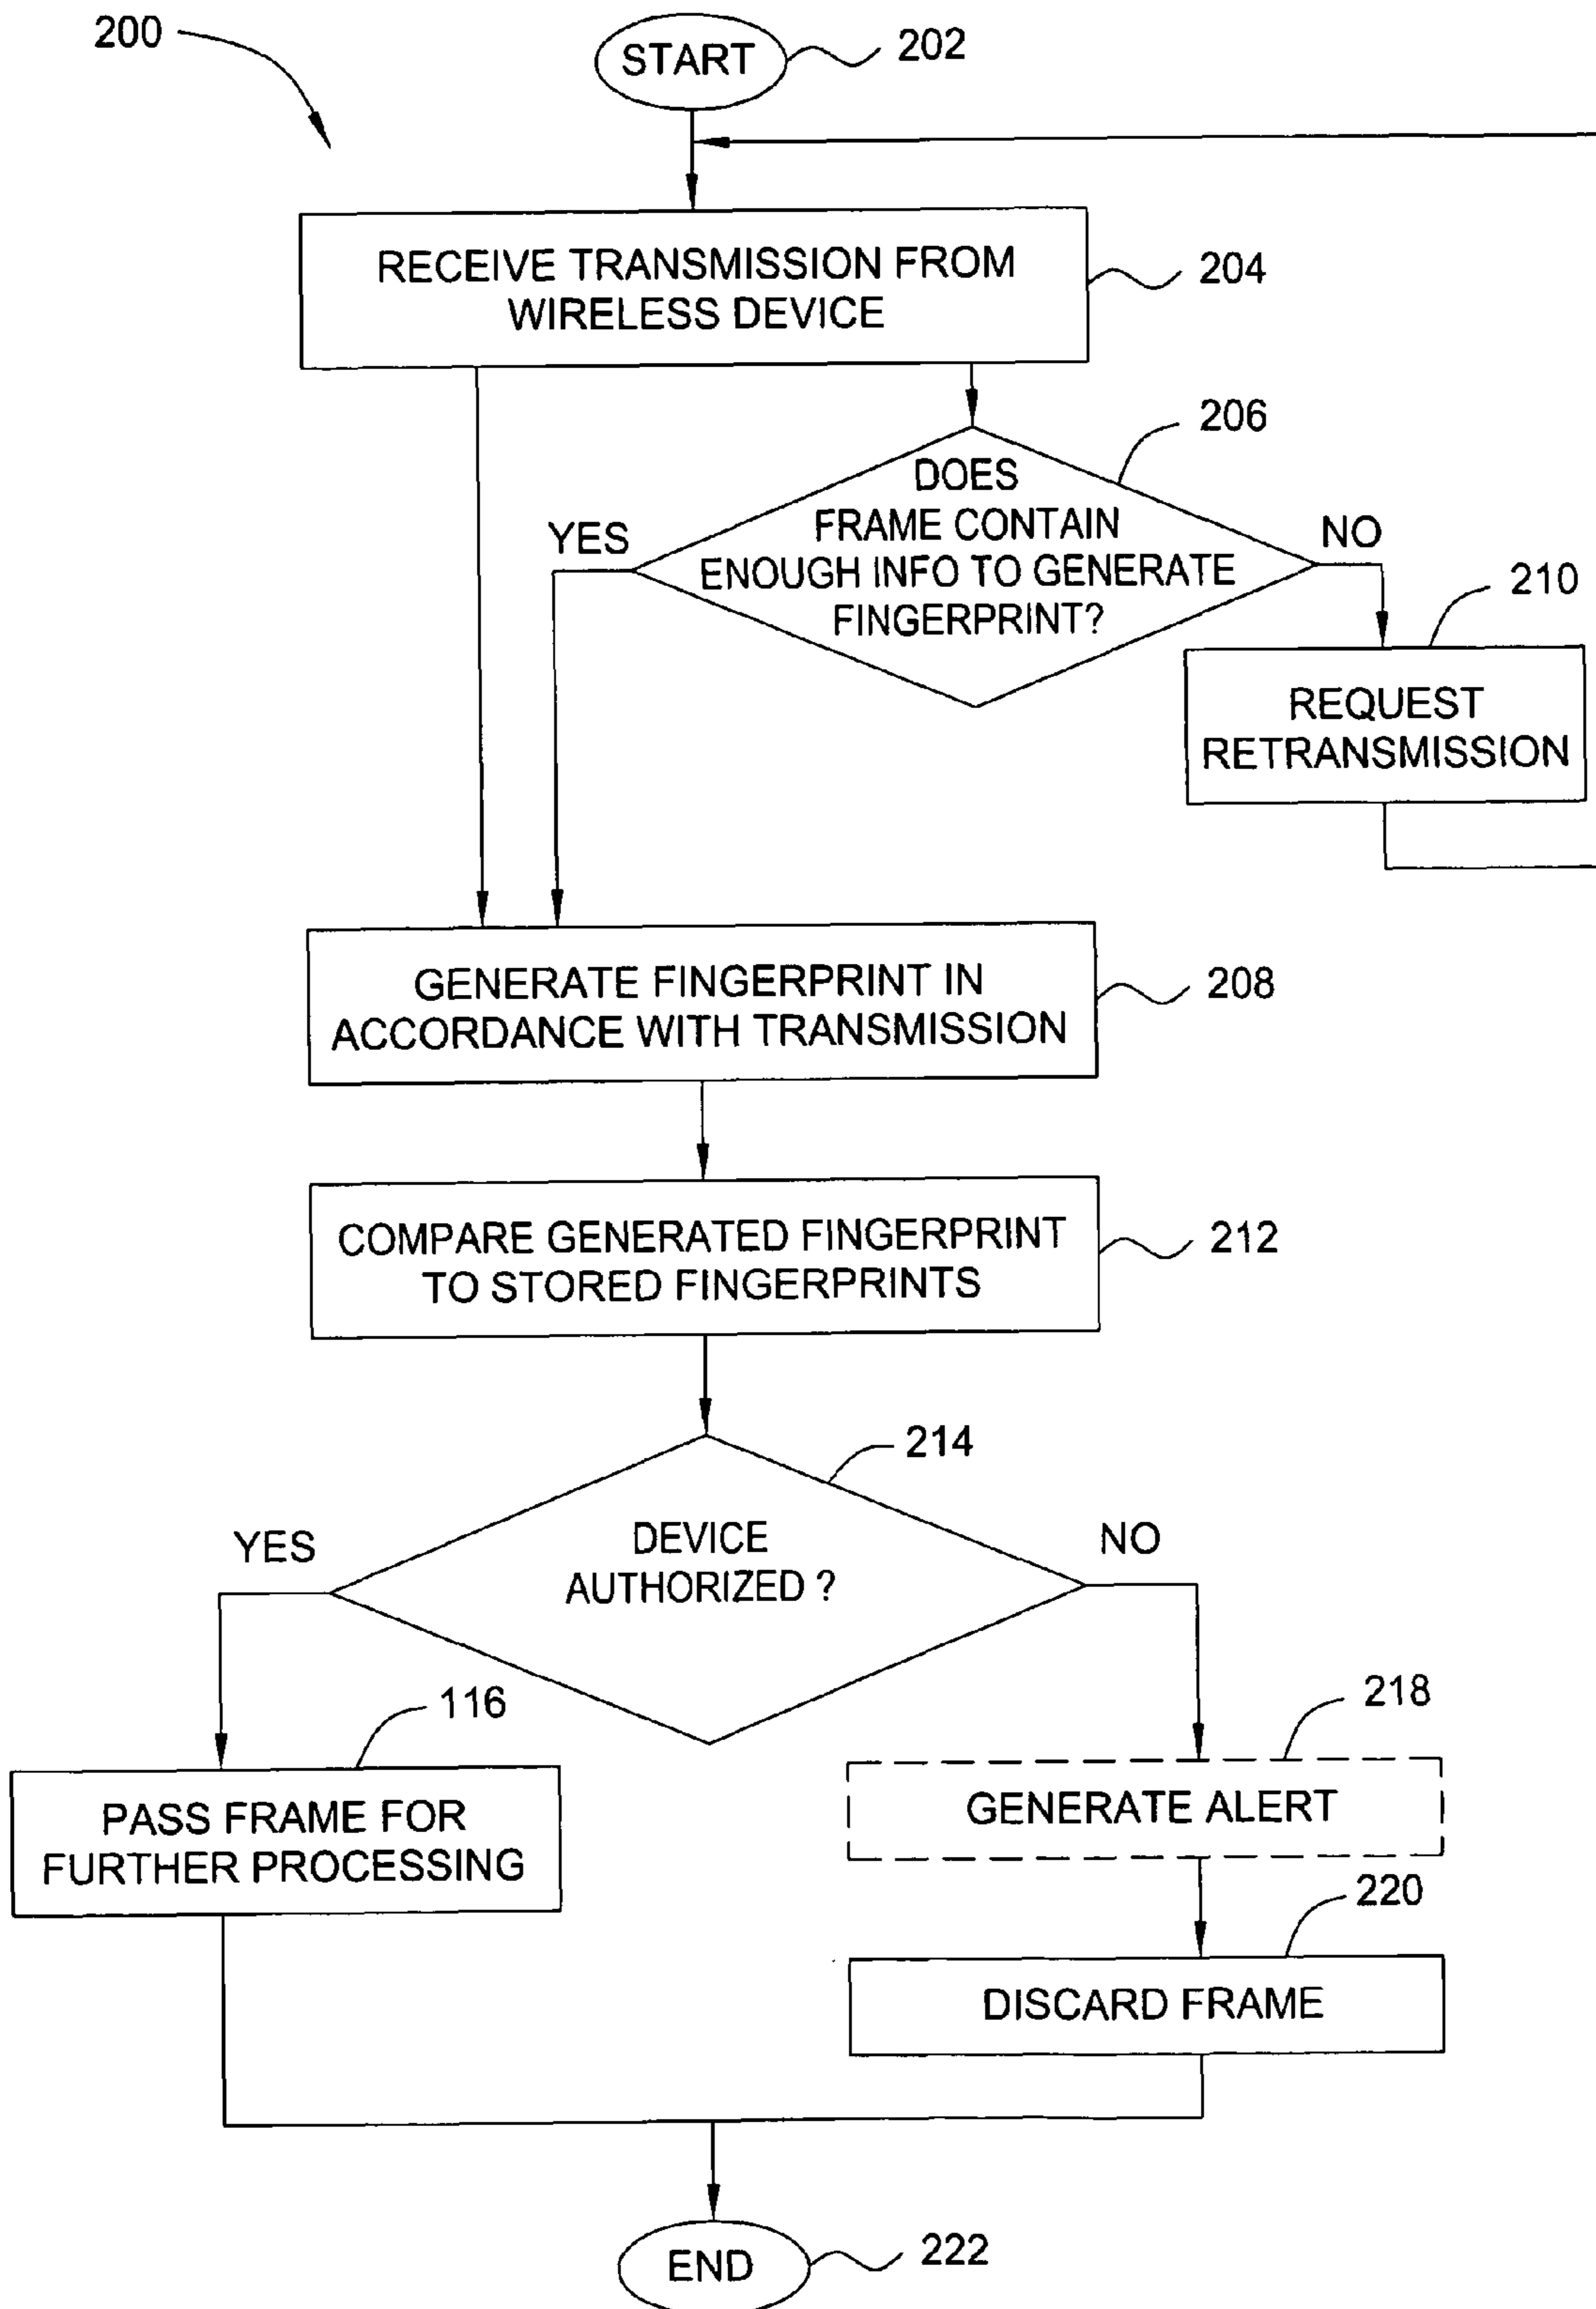 200
START
202
RECEIVE TRANSMISSION FROM
WIRELESS DEVICE
204
206
DOES
FRAME CONTAIN
ENOUGH INFO TO GENERATE
FINGERPRINT?
YES
NO
210
REQUEST
RETRANSMISSION
GENERATE FINGERPRINT IN
ACCORDANCE WITH TRANSMISSION
208
COMPARE GENERATED FINGERPRINT
TO STORED FINGERPRINTS
212
214
DEVICE
AUTHORIZED ?
YES
NO
116
PASS FRAME FOR
FURTHER PROCESSING
218
GENERATE ALERT
220
DISCARD FRAME
END
222